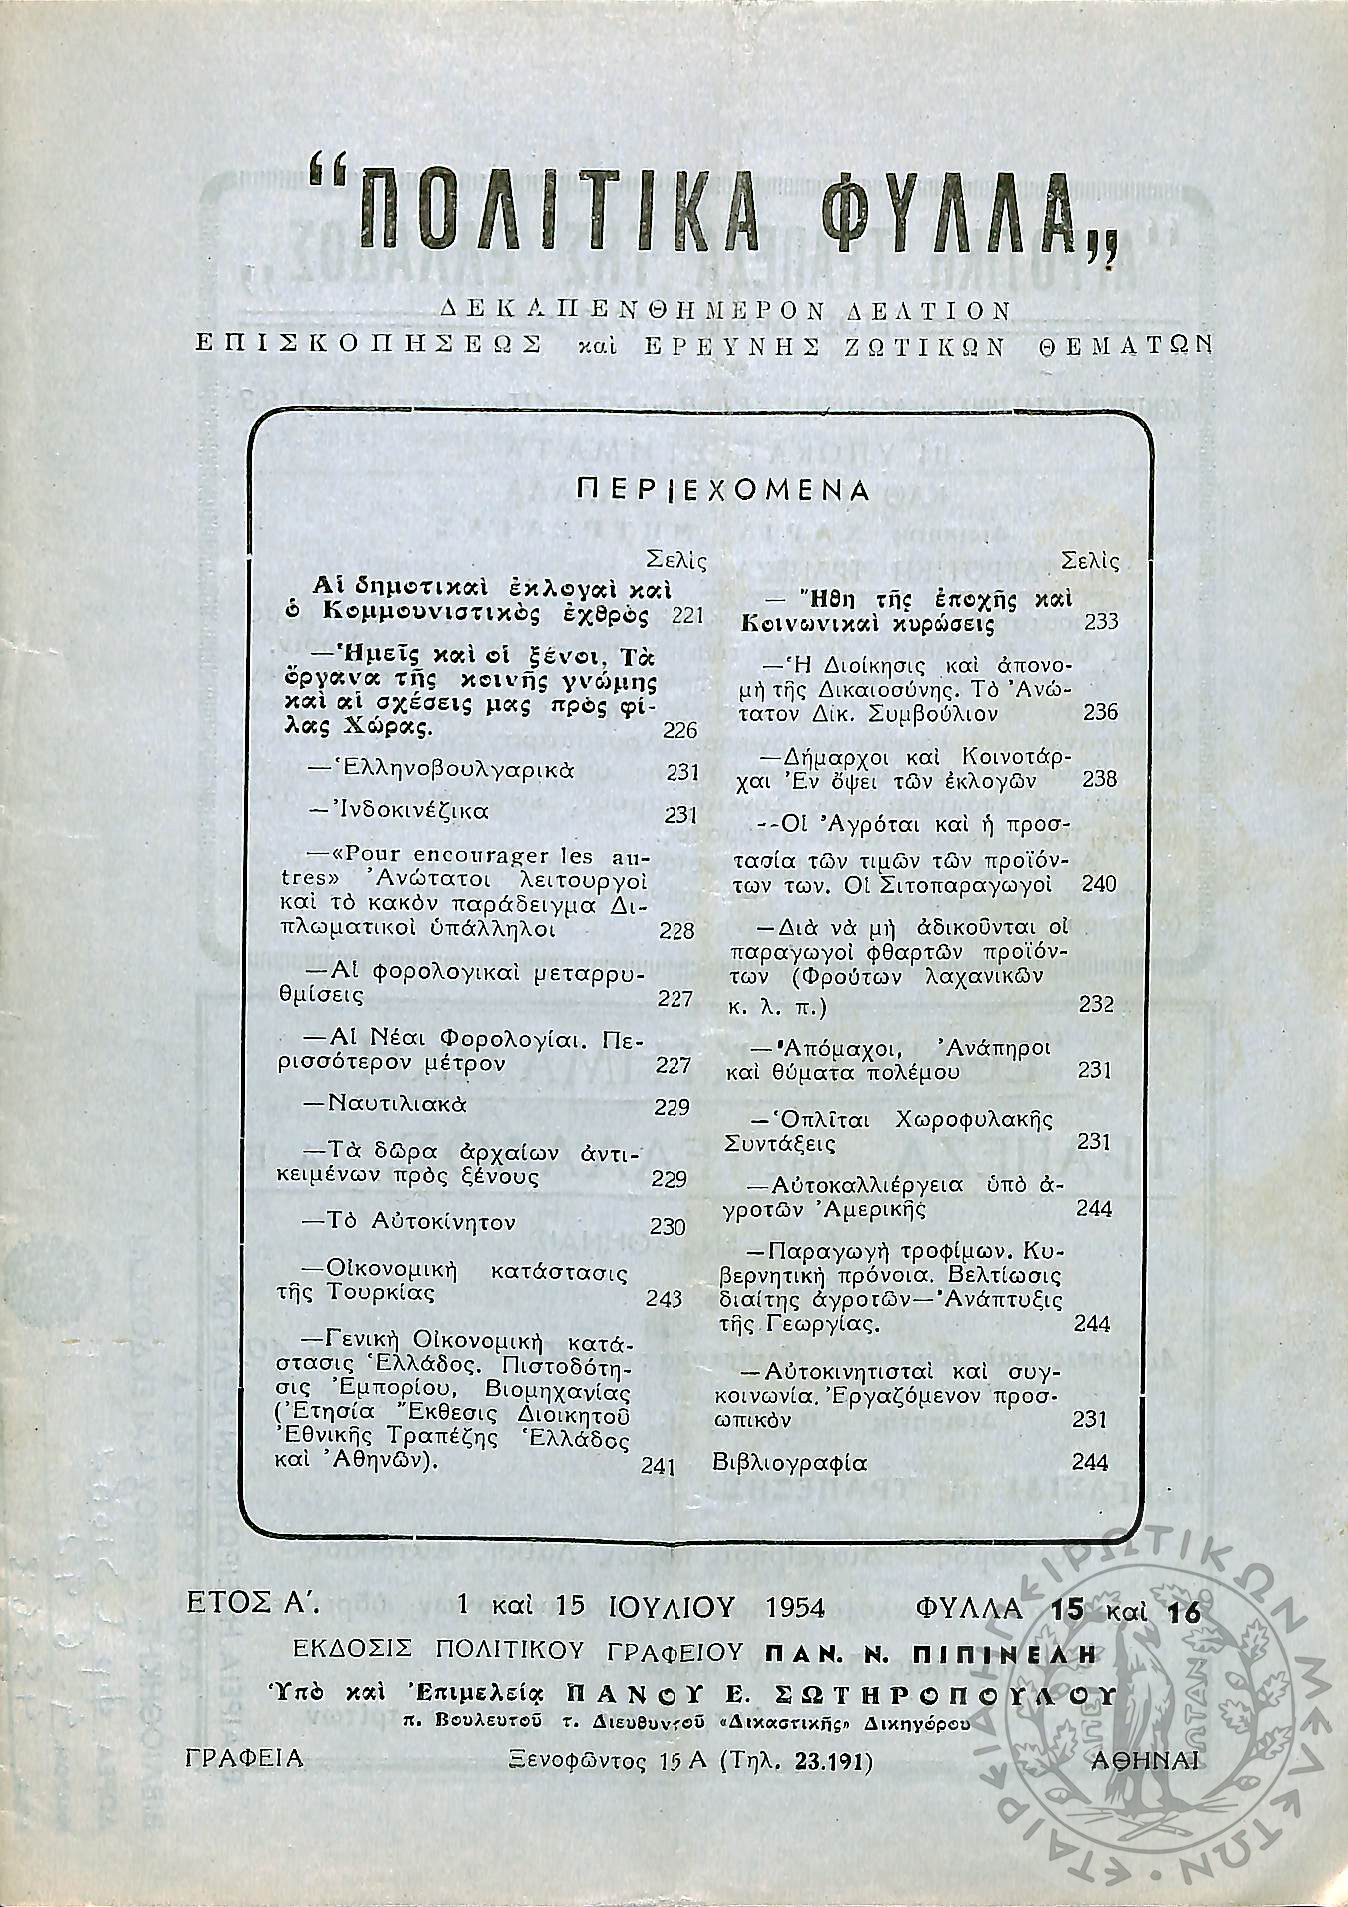 “ΠΟΛΙΤΙΚΑ ΦΥΛΛΑ„
ΔΕΚΑΠΕΝΘΗΜΕΡΟΝ ΔΕΛΤΙΟΝ
ΕΠΙΣΚΟΠΗΣΕΩΣ καὶ ΕΡΕΥΝΗΣ ΖΩΤΙΚΩΝ ΘΕΜΑΤΩΝ
ΠΕΡΙΕΧΟΜΕΝΑ
Σελὶς
Αἱ δημοτικαὶ ἐκλογαὶ καὶ
ὁ Κομμουνιστικὸς ἐχθρὸς 221
—Ἡμεῖς καὶ οἱ ξένοι, Τὰ
ὄργανα τῆς κοινῆς γνώμης
καὶ αἱ σχέσεις μας πρὸς φί-
λας Χώρας. 226
—Ἑλληνοβουλγαρικὰ 231
—Ἰνδοκινέζικα 231
—«Pour encourager les au-
tres» Ἀνώτατοι λειτουργοὶ
καὶ τὸ κακὸν παράδειγμα Δι-
πλωματικοὶ ὑπάλληλοι 228
—Αἱ φορολογικαὶ μεταρρυ-
θμίσεις 227
—Αἱ Νέαι Φορολογίαι. Πε-
ρισσότερον μέτρον 227
—Ναυτιλιακὰ 229
—Τὰ δῶρα ἀρχαίων ἀντι-
κειμένων πρὸς ξένους 229
—Τὸ Αὐτοκίνητον 230
—Οἰκονομικὴ κατάστασις
τῆς Τουρκίας 243
—Γενικὴ Οἰκονομικὴ κατά-
στασις Ἑλλάδος. Πιστοδότη-
σις Ἐμπορίου, Βιομηχανίας
(Ἐτησία Ἔκθεσις Διοικητοῦ
Ἐθνικῆς Τραπέζης Ἑλλάδος
καὶ Ἀθηνῶν). 241
Σελὶς
— Ἤθη τῆς ἐποχῆς καὶ
Κοινωνικαὶ κυρώσεις 233
—Ἡ Διοίκησις καὶ ἀπονο-
μὴ τῆς Δικαιοσύνης. Τὸ Ἀνώ-
τατον Δικ. Συμβούλιον 236
—Δήμαρχοι καὶ Κοινοτάρ-
χαι Ἐν ὄψει τῶν ἐκλογῶν 238
--Οἱ Ἀγρόται καὶ ἡ προσ-
τασία τῶν τιμῶν τῶν προϊόν-
των των. Οἱ Σιτοπαραγωγοὶ 240
—Διὰ νὰ μὴ ἀδικοῦνται οἱ
παραγωγοὶ φθαρτῶν προϊόν-
των (Φρούτων λαχανικῶν
κ. λ. π.) 232
—Ἀπόμαχοι, Ἀνάπηροι
καὶ θύματα πολέμου 231
—Ὁπλῖται Χωροφυλακῆς
Συντάξεις 231
—Αὐτοκαλλιέργεια ὑπὸ ἀ-
γροτῶν Ἀμερικῆς 244
—Παραγωγὴ τροφίμων. Κυ-
βερνητικὴ πρόνοια. Βελτίωσις
διαίτης ἀγροτῶν—Ἀνάπτυξις
τῆς Γεωργίας. 244
—Αὐτοκινητισταὶ καὶ συγ-
κοινωνία. Ἐργαζόμενον προσ-
ωπικὸν 231
Βιβλιογραφία 244
ΕΤΟΣ Α΄. 1 καὶ 15 ΙΟΥΛΙΟΥ 1954 ΦΥΛΛΑ 15 καὶ 16
ΕΚΔΟΣΙΣ ΠΟΛΙΤΙΚΟΥ ΓΡΑΦΕΙΟΥ ΠΑΝ. Ν. ΠΙΠΙΝΕΛΗ
Ὑπὸ καὶ Ἐπιμελείᾳ ΠΑΝΟΥ Ε. ΣΩΤΗΡΟΠΟΥΛΟΥ
π. Βουλευτοῦ τ. Διευθυντοῦ «Δικαστικῆς» Δικηγόρου
ΓΡΑΦΕΙΑ Ξενοφῶντος 15 Α (Τηλ. 23.191) ΑΘΗΝΑΙ
ΕΤΑΙΡΕΙΑ ΗΠΕΙΡΩΤΙΚΩΝ ΜΕΛΕΤΩΝ
ΑΠΕΙΡΩΤΑΝ